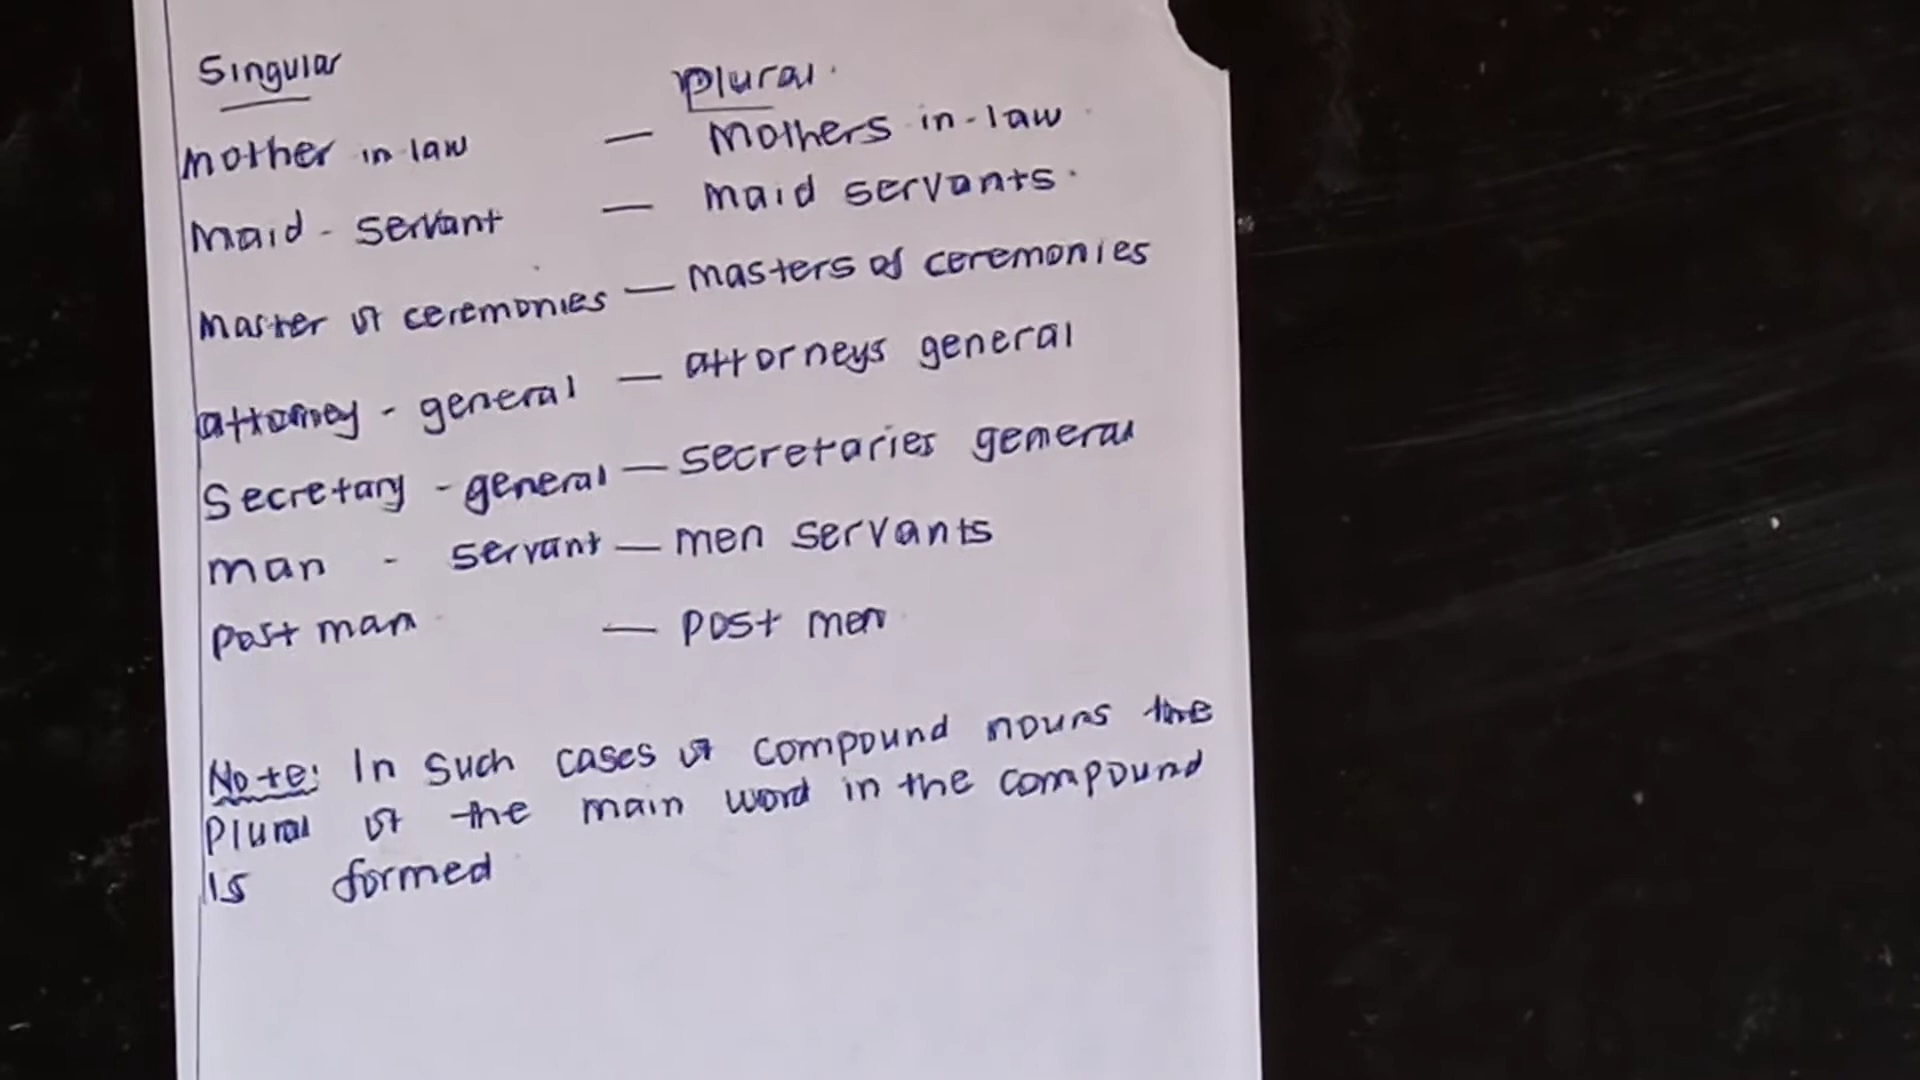 Singular Plural.
Mother in-law — Mothers in-law
Maid - servant — Maid servants.
Master of ceremonies — Masters of ceremonies
attorney - general — attorneys general
Secretary - general — Secretaries general
man - servant — men servants
post man — post men
Note: In such cases of compound nouns the
Plural of the main word in the compound
is formed